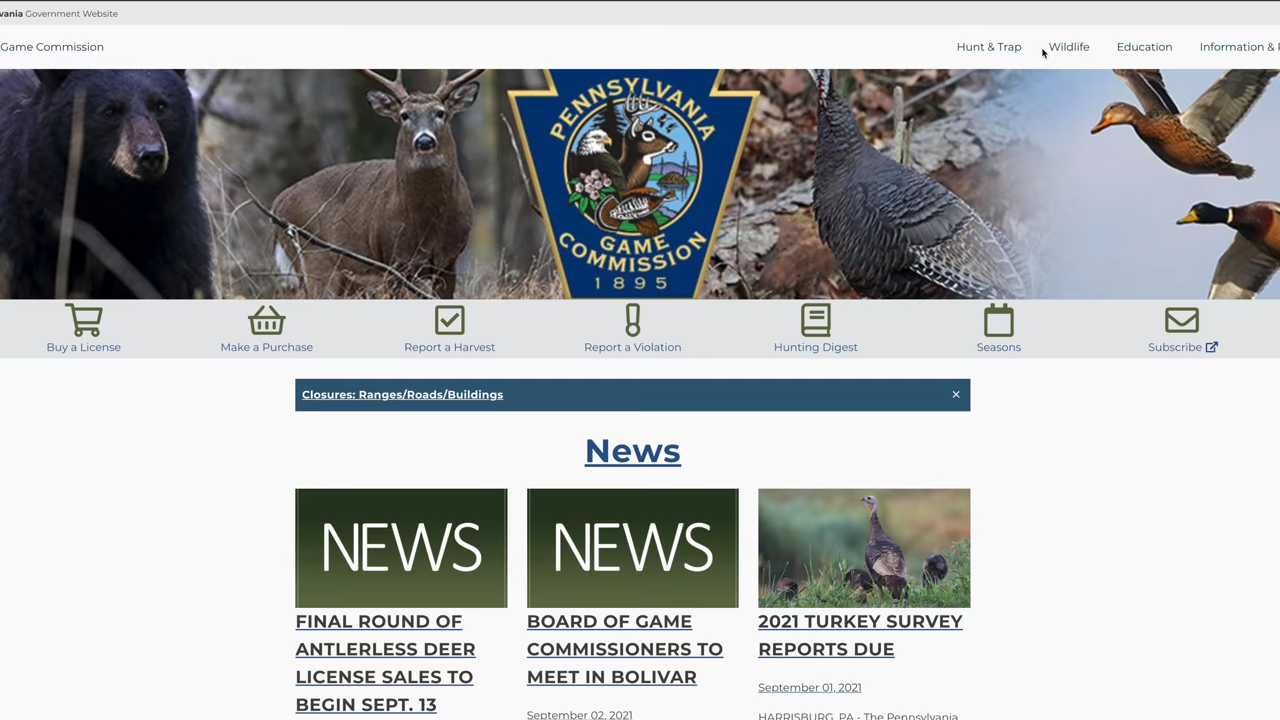 vania Government Website
Game Commission
Hunt & Trap
Wildlife
Education
Information &
PENNSYLVANIA
GAME
COMMISSION
1895
Buy a License
Make a Purchase
Report a Harvest
Report a Violation
Hunting Digest
Seasons
Subscribe
Closures: Ranges/Roads/Buildings
×
News
NEWS
FINAL ROUND OF
ANTLERLESS DEER
LICENSE SALES TO
BEGIN SEPT. 13
NEWS
BOARD OF GAME
COMMISSIONERS TO
MEET IN BOLIVAR
September 02, 2021
2021 TURKEY SURVEY
REPORTS DUE
September 01, 2021
HARRISBURG, PA - The Pennsylvania